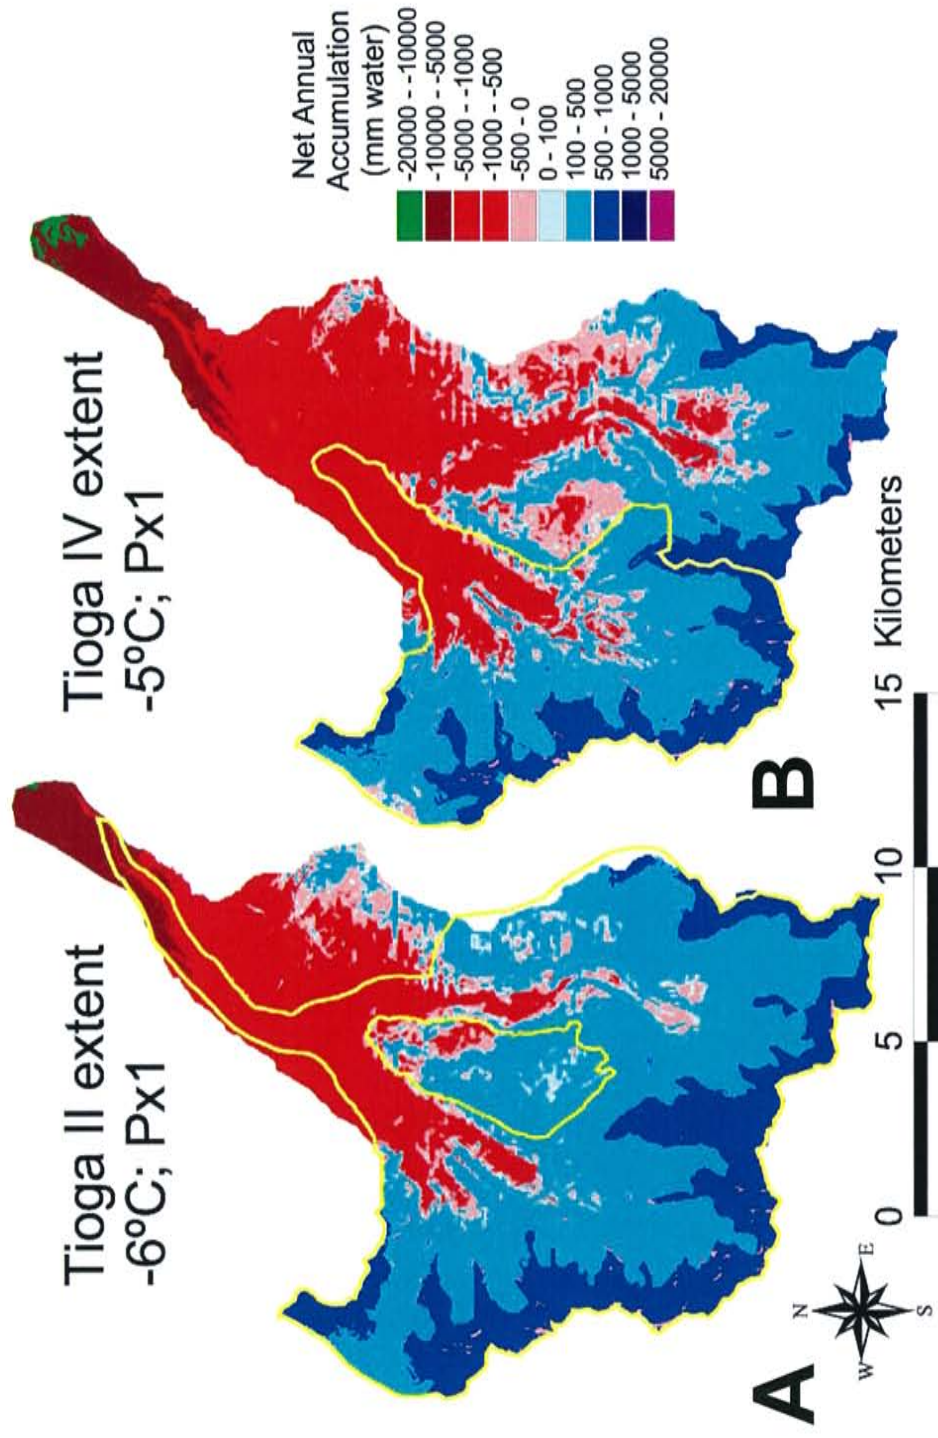 Tioga II extent
-6ºC; Px1
Tioga IV extent
-5ºC; Px1
Net Annual
Accumulation
(mm water)
-20000 - -10000
-10000 - -5000
-5000 - -1000
-1000 - -500
-500 - 0
0 - 100
100 - 500
500 - 1000
1000 - 5000
5000 - 20000
A
B
N
W
E
S
0
5
10
15 Kilometers